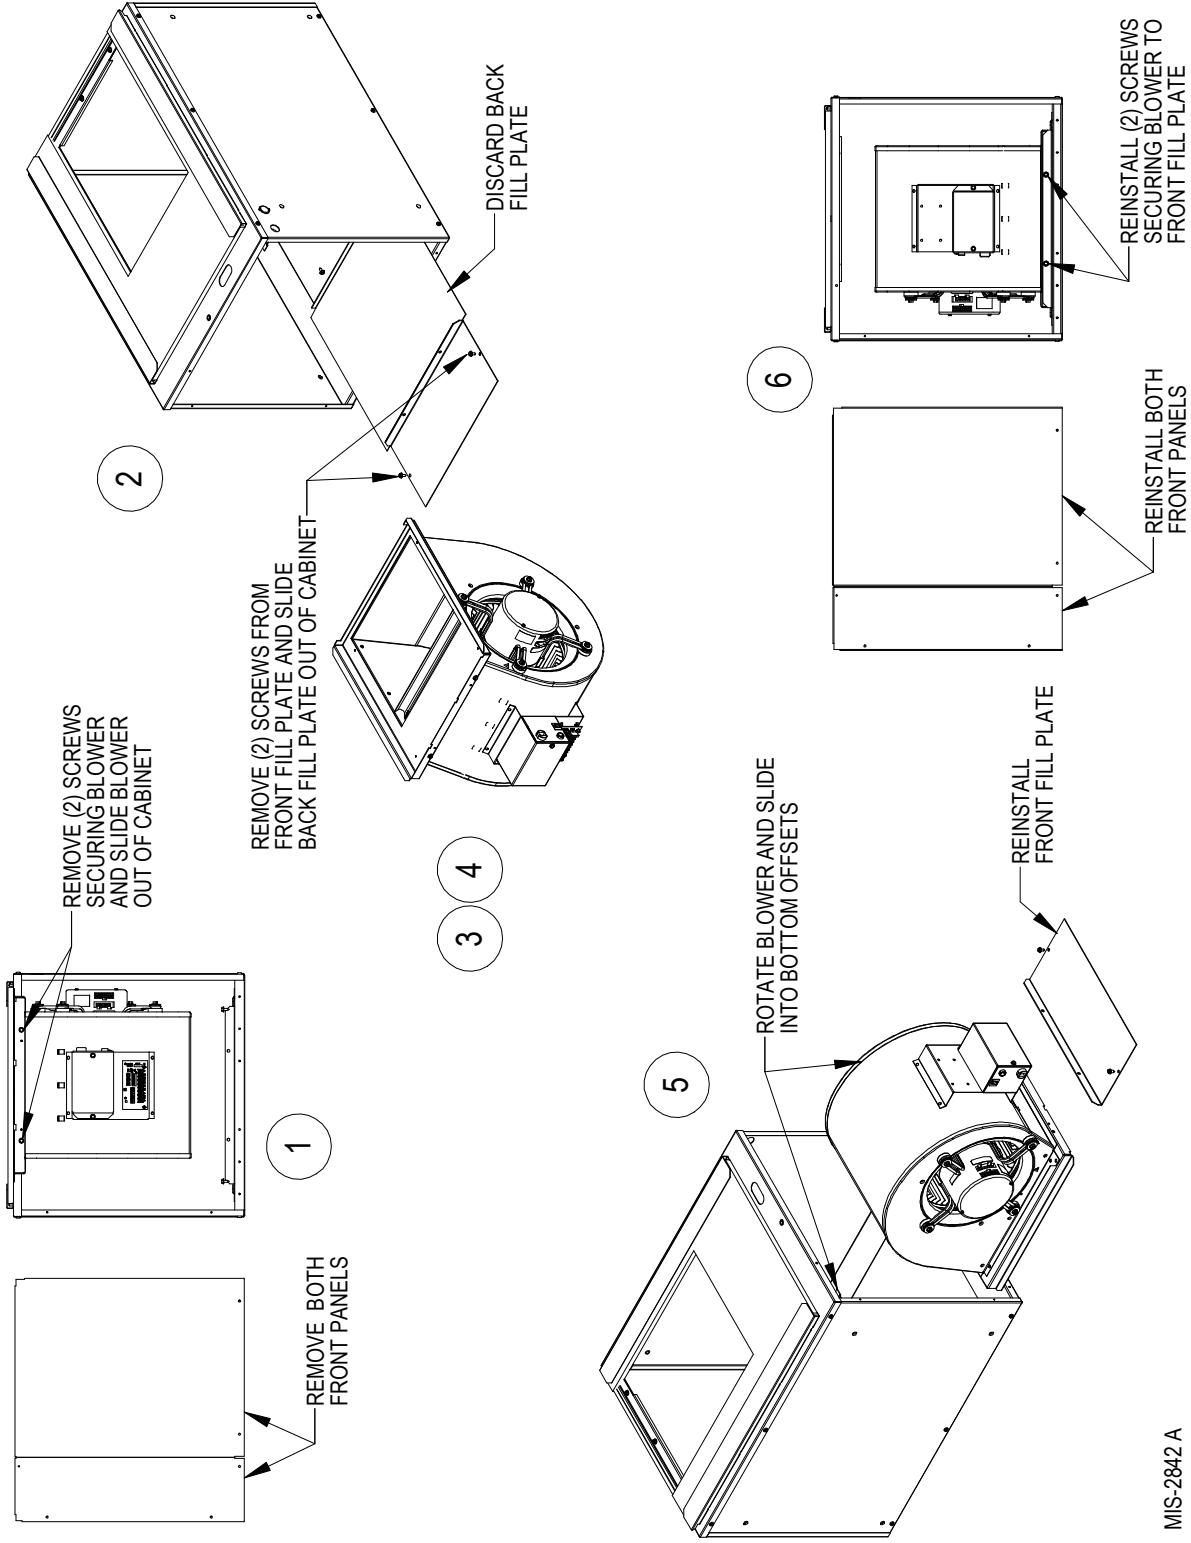 REMOVE BOTH
FRONT PANELS
1
REMOVE (2) SCREWS
SECURING BLOWER
AND SLIDE BLOWER
OUT OF CABINET
2
REMOVE (2) SCREWS FROM
FRONT FILL PLATE AND SLIDE
BACK FILL PLATE OUT OF CABINET
DISCARD BACK
FILL PLATE
3
4
5
ROTATE BLOWER AND SLIDE
INTO BOTTOM OFFSETS
REINSTALL
FRONT FILL PLATE
6
REINSTALL BOTH
FRONT PANELS
REINSTALL (2) SCREWS
SECURING BLOWER TO
FRONT FILL PLATE
MIS-2842 A